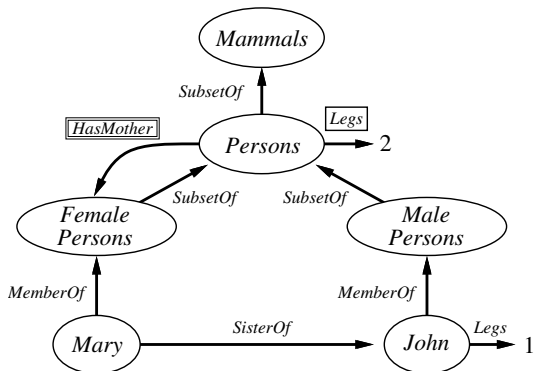 Mammals
SubsetOf
HasMother
Legs
Persons
2
SubsetOf
SubsetOf
Female
Persons
Male
Persons
MemberOf
MemberOf
SisterOf
Legs
Mary
John
1